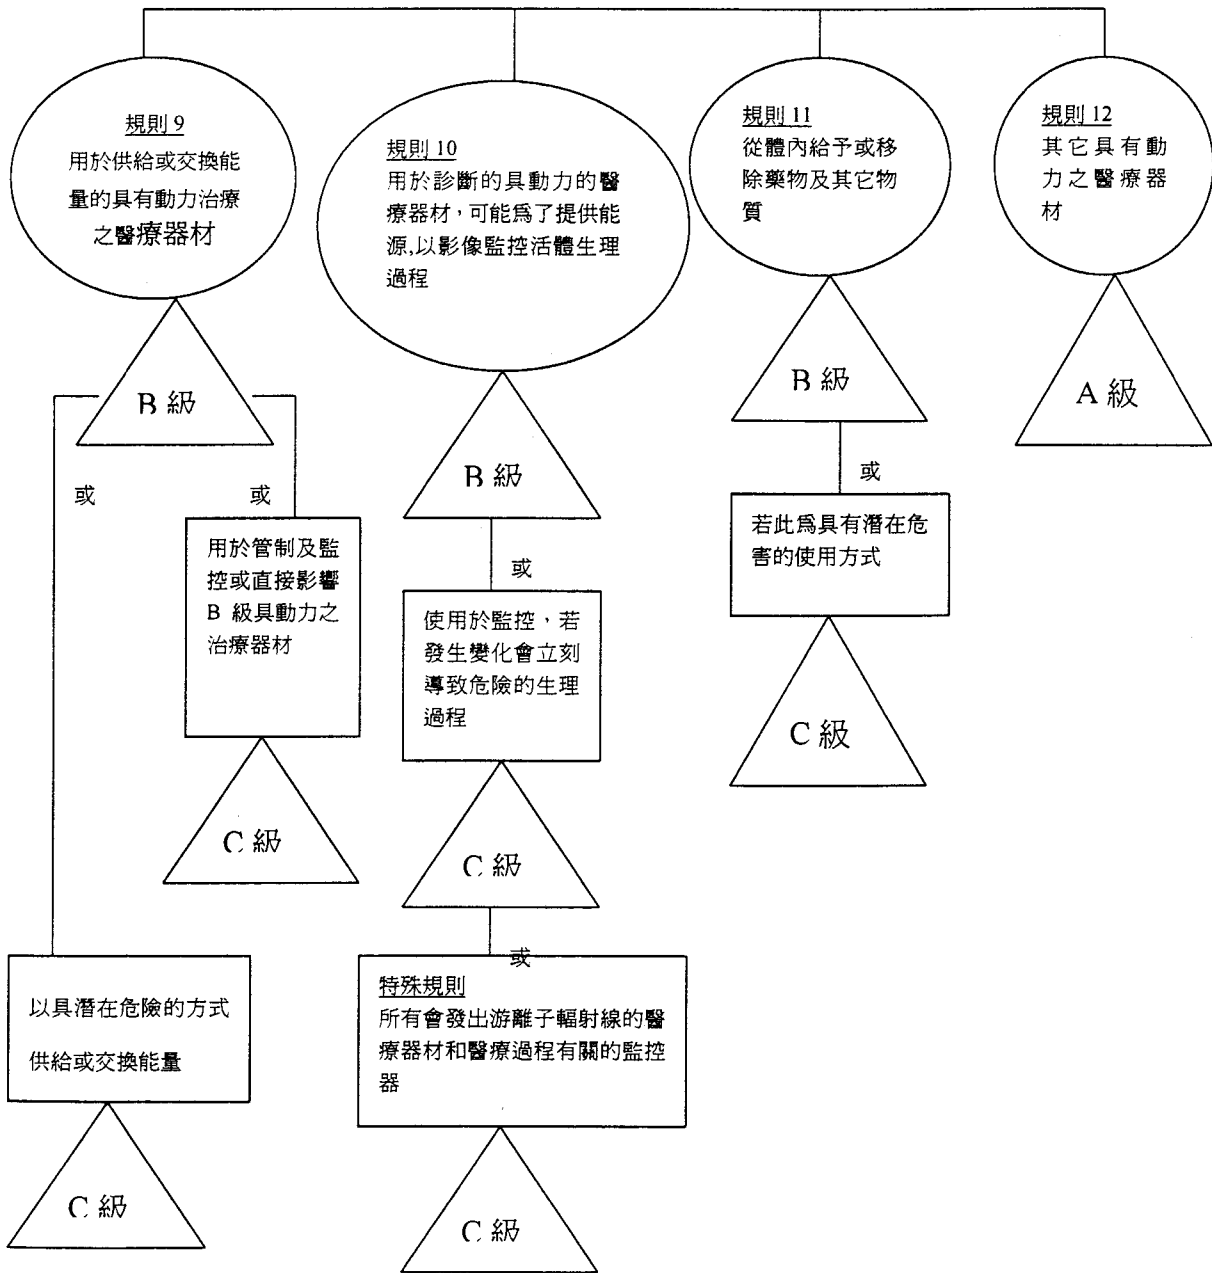 規則 9
用於供給或交換能
量的具有動力治療
之醫療器材
B 級
或
或
用於管制及監
控或直接影響
B 級具動力之
治療器材
C 級
以具潛在危險的方式
供給或交換能量
C 級
規則 10
用於診斷的具動力的醫
療器材,可能爲了提供能
源,以影像監控活體生理
過程
B 級
或
使用於監控,若
發生變化會立刻
導致危險的生理
過程
C 級
或
特殊規則
所有會發出游離子輻射線的醫
療器材和醫療過程有關的監控
器
C 級
規則 11
從體內給予或移
除藥物及其它物
質
B 級
或
若此爲具有潛在危
害的使用方式
C 級
規則 12
其它具有動
力之醫療器
材
A 級